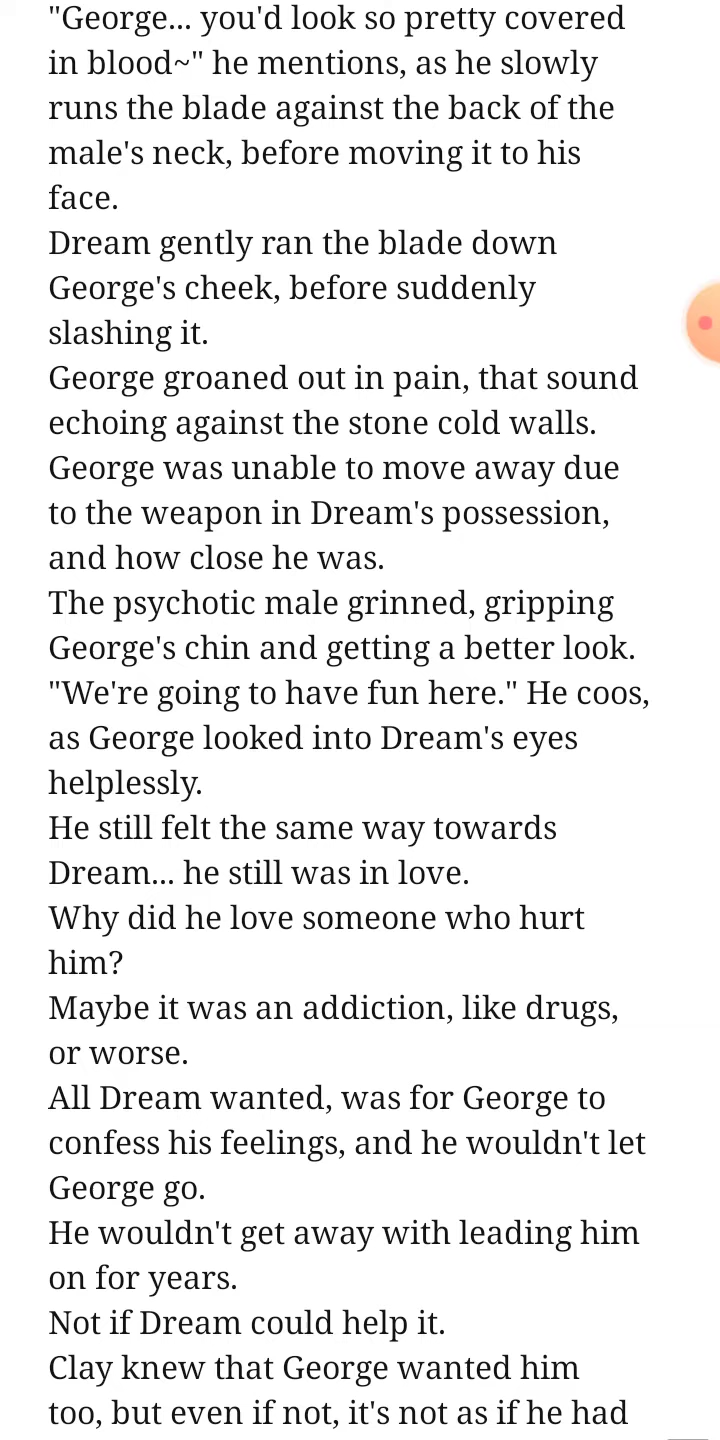 "George... you'd look so pretty covered
in blood~" he mentions, as he slowly
runs the blade against the back of the
male's neck, before moving it to his
face.
Dream gently ran the blade down
George's cheek, before suddenly
slashing it.
George groaned out in pain, that sound
echoing against the stone cold walls.
George was unable to move away due
to the weapon in Dream's possession,
and how close he was.
The psychotic male grinned, gripping
George's chin and getting a better look.
"We're going to have fun here." He coos,
as George looked into Dream's eyes
helplessly.
He still felt the same way towards
Dream... he still was in love.
Why did he love someone who hurt
him?
Maybe it was an addiction, like drugs,
or worse.
All Dream wanted, was for George to
confess his feelings, and he wouldn't let
George go.
He wouldn't get away with leading him
on for years.
Not if Dream could help it.
Clay knew that George wanted him
too, but even if not, it's not as if he had